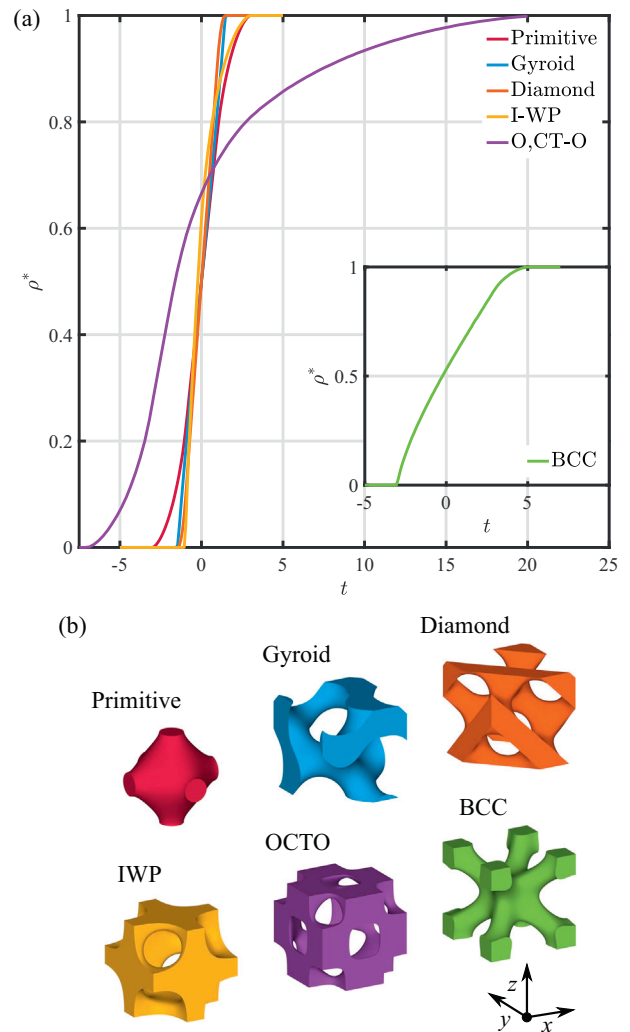 (a)
1
0.8
0.6
0.4
0.2
0
ρ*
-5
0
5
10
15
20
25
t
Primitive
Gyroid
Diamond
I-WP
O,CT-O
1
0.5
0
ρ*
-5
0
5
t
BCC
(b)
Diamond
Gyroid
Primitive
BCC
OCTO
IWP
z
y
x